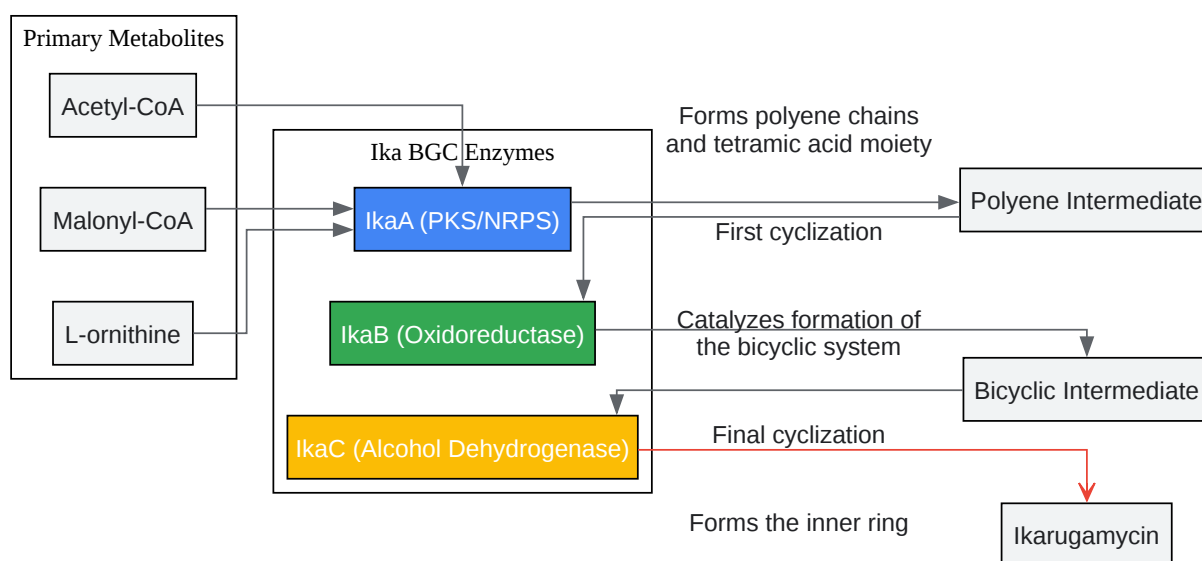 Primary Metabolites
Acetyl-CoA
Malonyl-CoA
L-ornithine
Ika BGC Enzymes
IkaA (PKS/NRPS)
IkaB (Oxidoreductase)
IkaC (Alcohol Dehydrogenase)
Forms polyene chains
and tetramic acid moiety
Polyene Intermediate
First cyclization
Catalyzes formation of
the bicyclic system
Bicyclic Intermediate
Final cyclization
Forms the inner ring
Ikarugamycin